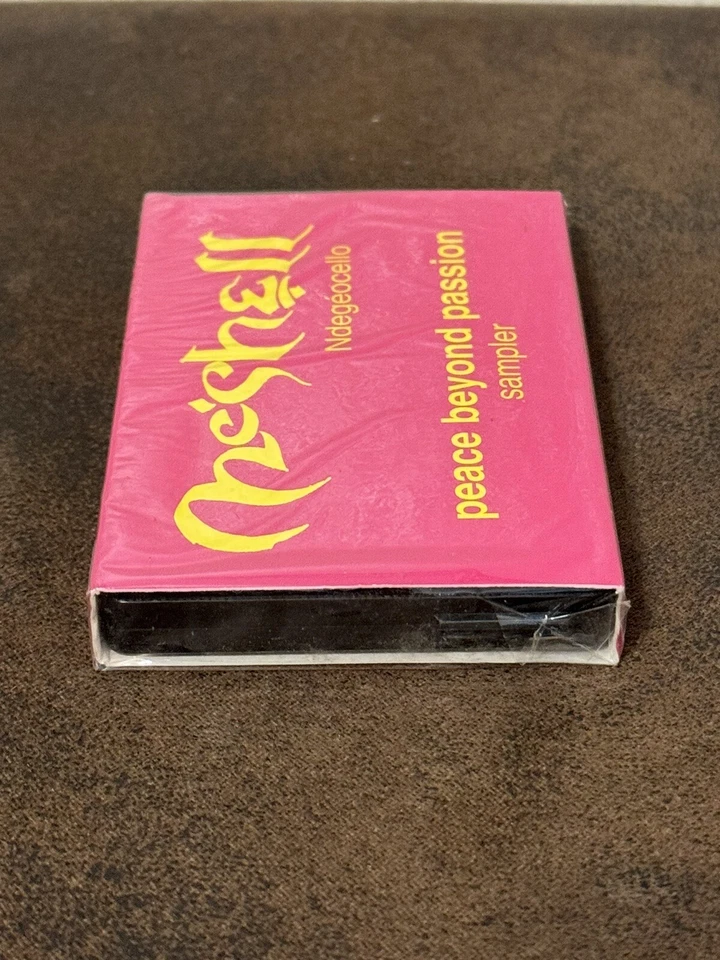 Me'shell
Ndegéocello
peace beyond passion
sampler